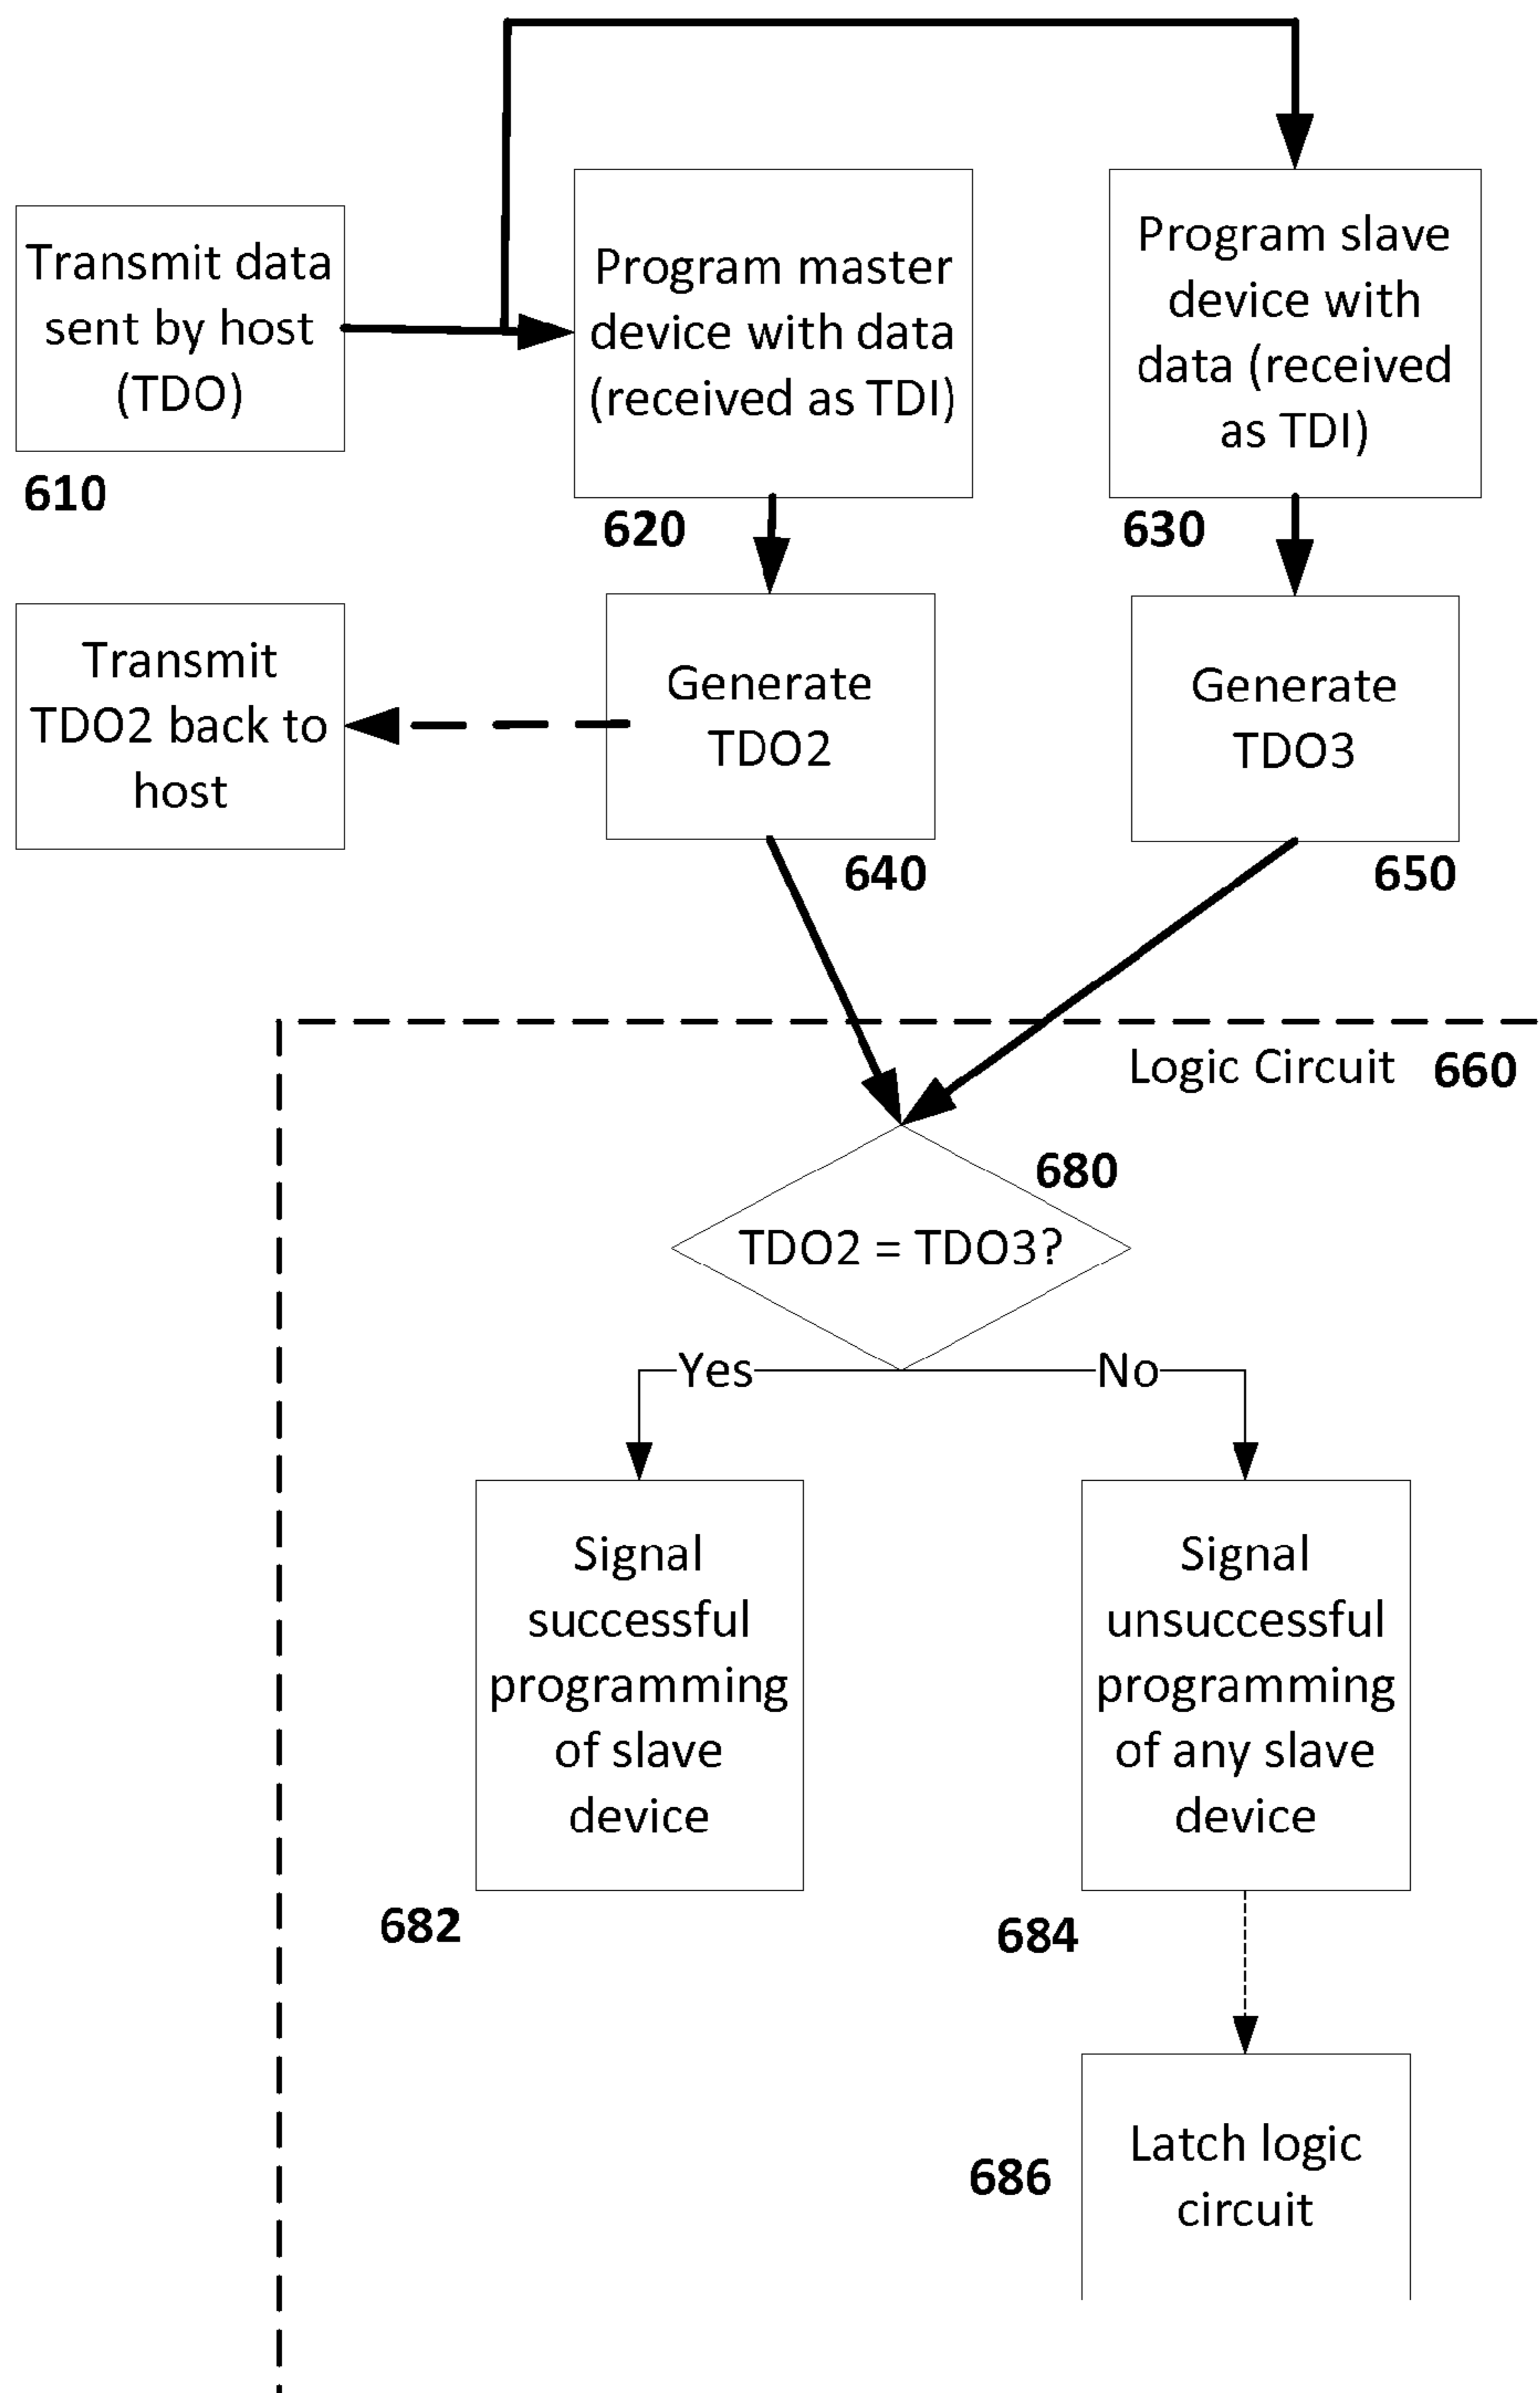 Transmit data
sent by host
(TDO)
610
Program master
device with data
(received as TDI)
620
Program slave
device with
data (received
as TDI)
630
Transmit
TDO2 back to
host
Generate
TDO2
640
Generate
TDO3
650
Logic Circuit 660
680
TDO2 = TDO3?
Yes
No
Signal
successful
programming
of slave
device
682
Signal
unsuccessful
programming
of any slave
device
684
Latch logic
circuit
686